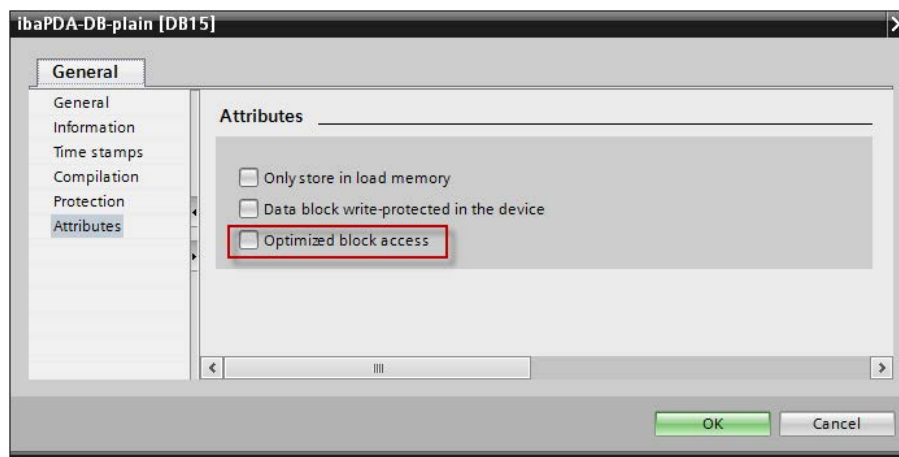 ibaPDA-DB-plain [DB15]
General
General
Information
Time stamps
Compilation
Protection
Attributes
Attributes
Only store in load memory
Data block write-protected in the device
Optimized block access
OK
Cancel